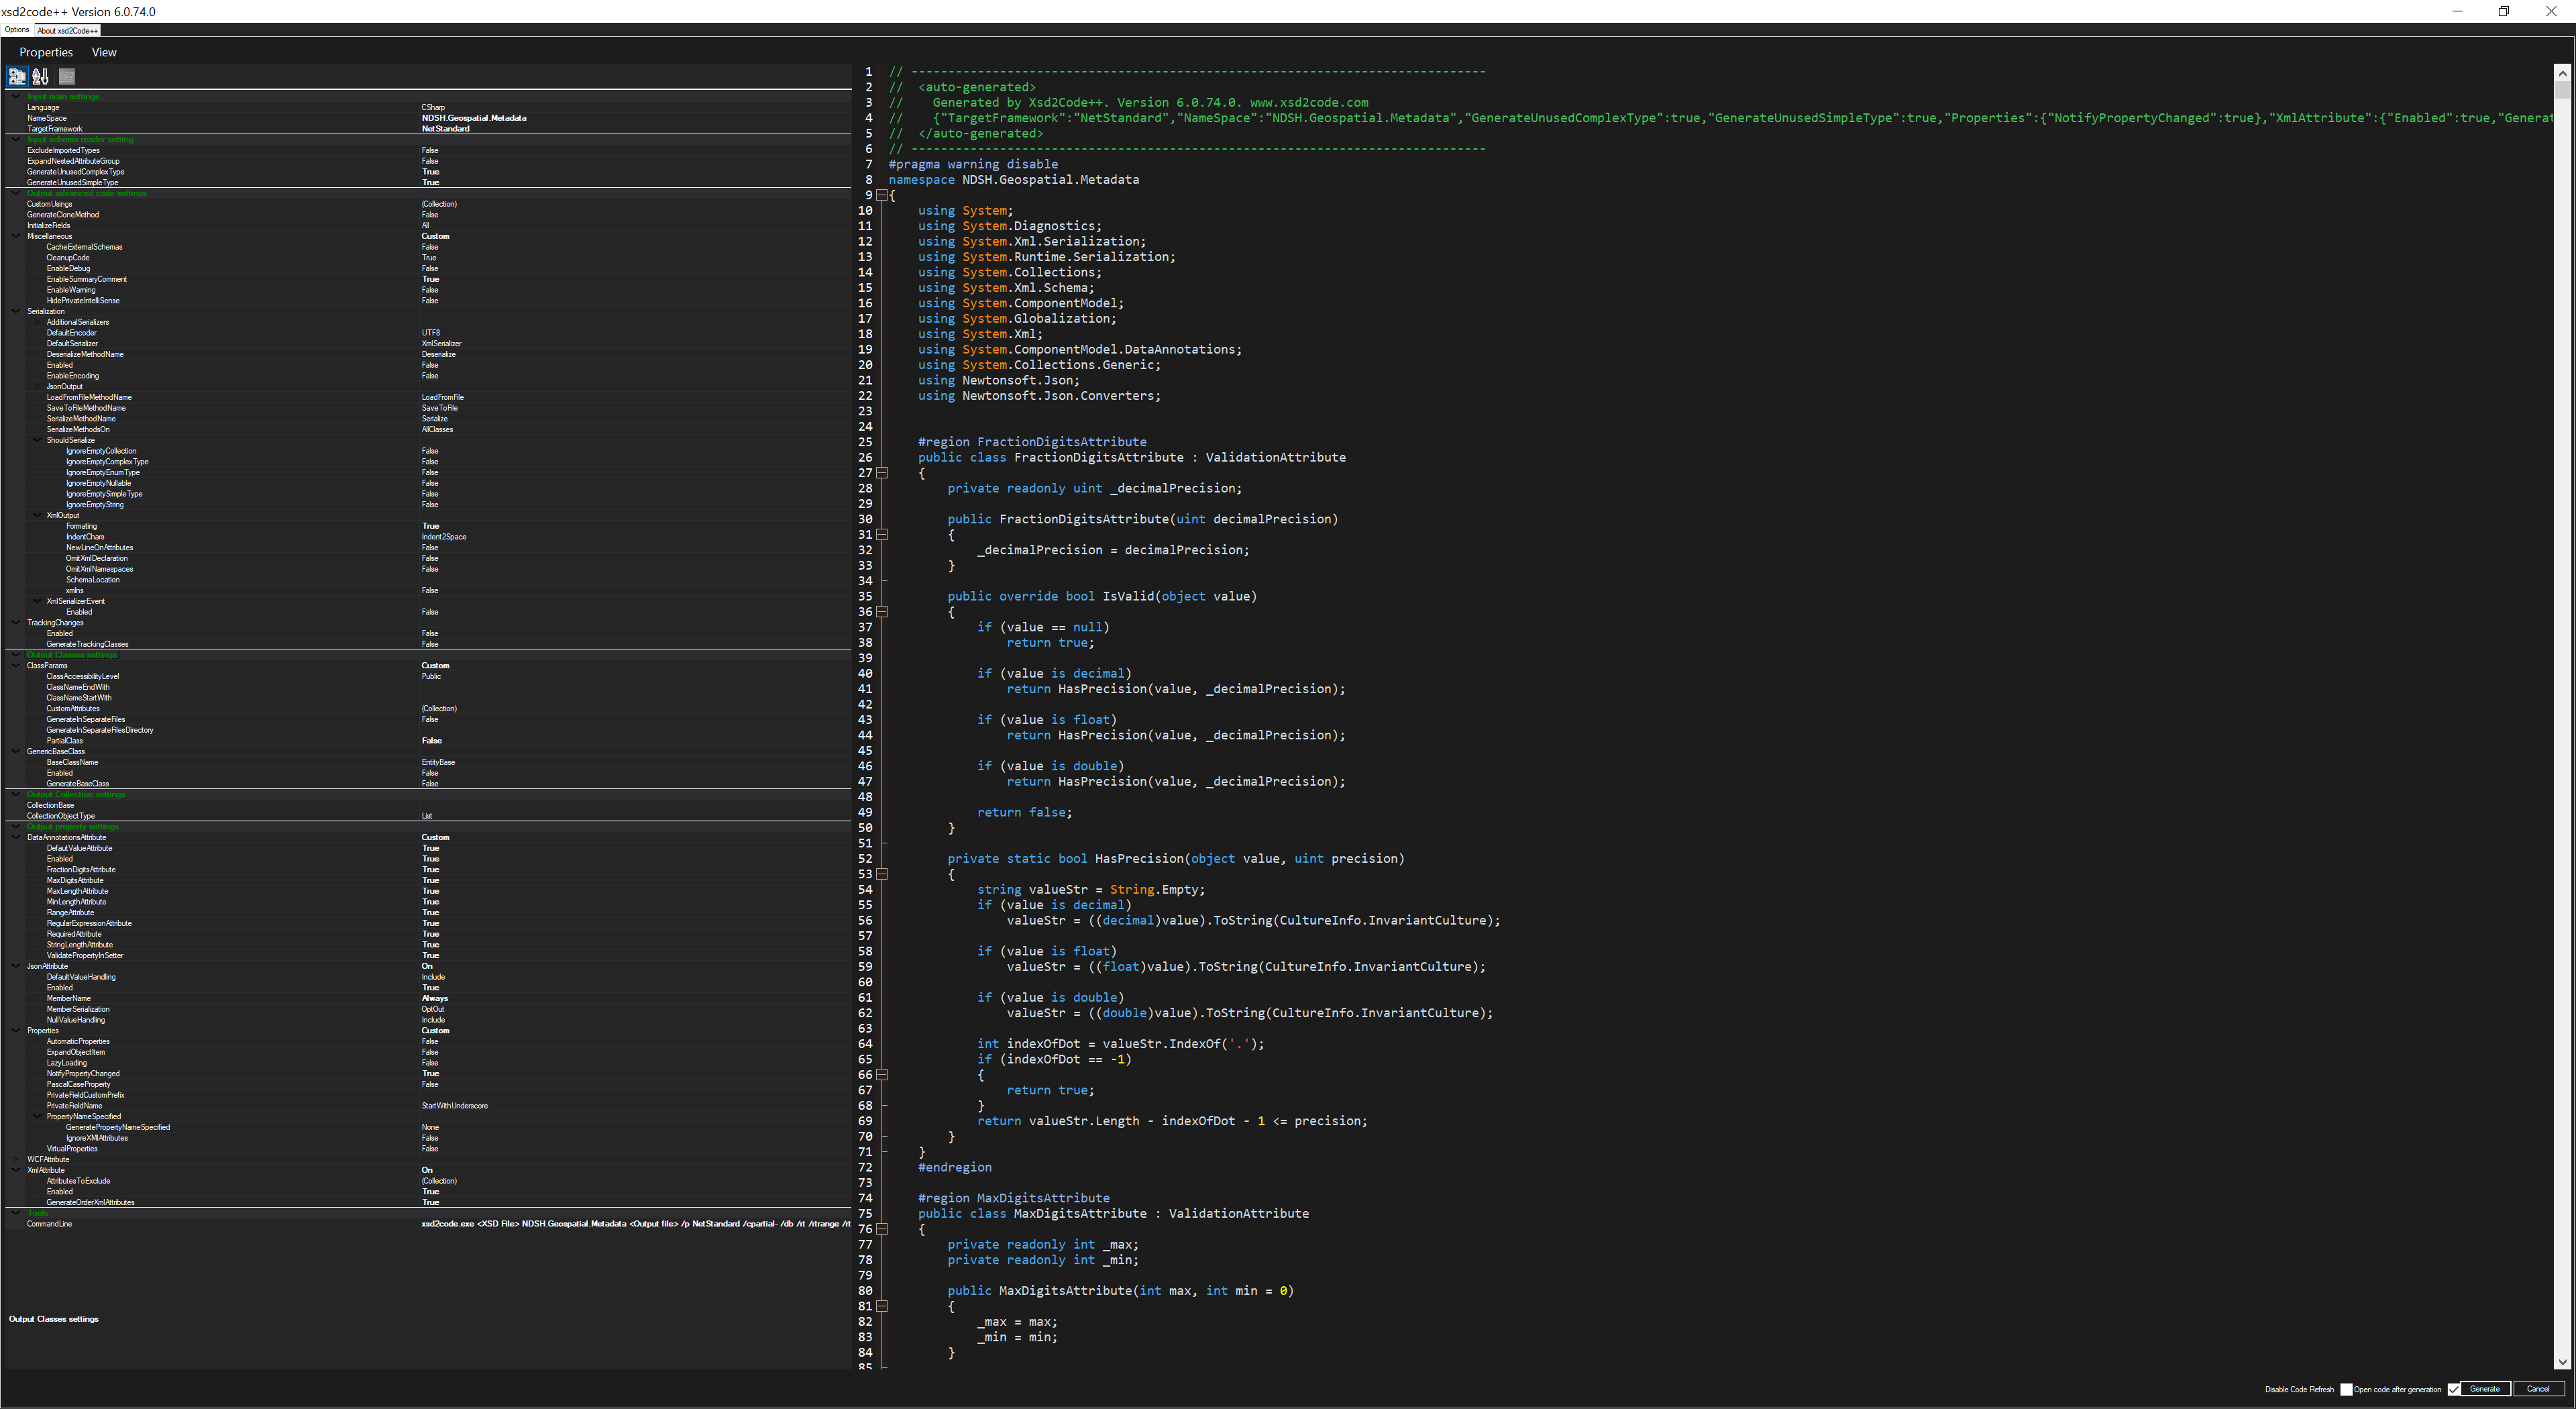 xsd2code++ Version 6.0.74.0
Options About xsd2Code++
Properties View
Input main settings
Language CSharp
NameSpace NDSH.Geospatial.Metadata
TargetFramework NetStandard
Input schema reader setting
ExcludeImportedTypes False
ExpandNestedAttributeGroup False
GenerateUnusedComplexType True
GenerateUnusedSimpleType True
Output advanced code settings
CustomUsings (Collection)
GenerateCloneMethod False
InitializeFields All
Miscellaneous Custom
CacheExternalSchemas False
CleanupCode True
EnableDebug False
EnableSummaryComment True
EnableWarning False
HidePrivateIntelliSense False
Serialization
AdditionalSerializers
DefaultEncoder UTF8
DefaultSerializer XmlSerializer
DeserializeMethodName Deserialize
Enabled False
EnableEncoding False
JsonOutput
LoadFromFileMethodName LoadFromFile
SaveToFileMethodName SaveToFile
SerializeMethodName Serialize
SerializeMethodsOn AllClasses
ShouldSerialize
IgnoreEmptyCollection False
IgnoreEmptyComplexType False
IgnoreEmptyEnumType False
IgnoreEmptyNullable False
IgnoreEmptySimpleType False
IgnoreEmptyString False
XmlOutput
Formating True
IndentChars Indent2Space
NewLineOnAttributes False
OmitXmlDeclaration False
OmitXmlNamespaces False
SchemaLocation
xmlns False
XmlSerializerEvent
Enabled False
TrackingChanges
Enabled False
GenerateTrackingClasses False
Output Classes settings
ClassParams Custom
ClassAccessibilityLevel Public
ClassNameEndWith
ClassNameStartWith
CustomAttributes (Collection)
GenerateInSeparateFiles False
GenerateInSeparateFilesDirectory
PartialClass False
GenericBaseClass
BaseClassName EntityBase
Enabled False
GenerateBaseClass False
Output Collection settings
CollectionBase
CollectionObjectType List
Output property settings
DataAnnotationsAttribute Custom
DefautValueAttribute True
Enabled True
FractionDigitsAttribute True
MaxDigitsAttribute True
MaxLengthAttribute True
MinLengthAttribute True
RangeAttribute True
RegularExpressionAttribute True
RequiredAttribute True
StringLengthAttribute True
ValidatePropertyInSetter True
JsonAttribute On
DefaultValueHandling Include
Enabled True
MemberName Always
MemberSerialization OptOut
NullValueHandling Include
Properties Custom
AutomaticProperties False
ExpandObjectItem False
LazyLoading False
NotifyPropertyChanged True
PascalCaseProperty False
PrivateFieldCustomPrefix
PrivateFieldName StartWithUnderscore
PropertyNameSpecified
GeneratePropertyNameSpecified None
IgnoreXMlAttributes False
VirtualProperties False
WCFAttribute
XmlAttribute On
AttributesToExclude (Collection)
Enabled True
GenerateOrderXmlAttributes True
Tools
CommandLine xsd2code.exe <XSD File> NDSH.Geospatial.Metadata <Output file> /p NetStandard /cpartial- /db /rt /rtrange /rt
Output Classes settings
1 // ------------------------------------------------------------------------------
2 // <auto-generated>
3 // Generated by Xsd2Code++. Version 6.0.74.0. www.xsd2code.com
4 // {"TargetFramework":"NetStandard","NameSpace":"NDSH.Geospatial.Metadata","GenerateUnusedComplexType":true,"GenerateUnusedSimpleType":true,"Properties":{"NotifyPropertyChanged":true},"XmlAttribute":{"Enabled":true,"Generat
5 // </auto-generated>
6 // ------------------------------------------------------------------------------
7 #pragma warning disable
8 namespace NDSH.Geospatial.Metadata
9 {
10 using System;
11 using System.Diagnostics;
12 using System.Xml.Serialization;
13 using System.Runtime.Serialization;
14 using System.Collections;
15 using System.Xml.Schema;
16 using System.ComponentModel;
17 using System.Globalization;
18 using System.Xml;
19 using System.ComponentModel.DataAnnotations;
20 using System.Collections.Generic;
21 using Newtonsoft.Json;
22 using Newtonsoft.Json.Converters;
23
24
25 #region FractionDigitsAttribute
26 public class FractionDigitsAttribute : ValidationAttribute
27 {
28 private readonly uint _decimalPrecision;
29
30 public FractionDigitsAttribute(uint decimalPrecision)
31 {
32 _decimalPrecision = decimalPrecision;
33 }
34
35 public override bool IsValid(object value)
36 {
37 if (value == null)
38 return true;
39
40 if (value is decimal)
41 return HasPrecision(value, _decimalPrecision);
42
43 if (value is float)
44 return HasPrecision(value, _decimalPrecision);
45
46 if (value is double)
47 return HasPrecision(value, _decimalPrecision);
48
49 return false;
50 }
51
52 private static bool HasPrecision(object value, uint precision)
53 {
54 string valueStr = String.Empty;
55 if (value is decimal)
56 valueStr = ((decimal)value).ToString(CultureInfo.InvariantCulture);
57
58 if (value is float)
59 valueStr = ((float)value).ToString(CultureInfo.InvariantCulture);
60
61 if (value is double)
62 valueStr = ((double)value).ToString(CultureInfo.InvariantCulture);
63
64 int indexOfDot = valueStr.IndexOf('.');
65 if (indexOfDot == -1)
66 {
67 return true;
68 }
69 return valueStr.Length - indexOfDot - 1 <= precision;
70 }
71 }
72 #endregion
73
74 #region MaxDigitsAttribute
75 public class MaxDigitsAttribute : ValidationAttribute
76 {
77 private readonly int _max;
78 private readonly int _min;
79
80 public MaxDigitsAttribute(int max, int min = 0)
81 {
82 _max = max;
83 _min = min;
84 }
85
Disable Code Refresh Open code after generation Generate Cancel